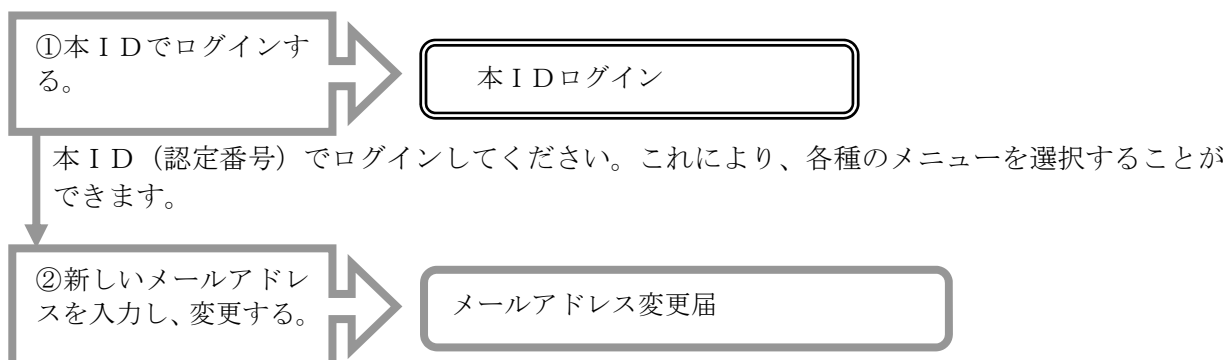 ①本ＩＤでログインす
る。
本ＩＤログイン
本ＩＤ（認定番号）でログインしてください。これにより、各種のメニューを選択することが
できます。
②新しいメールアドレ
スを入力し、変更する。
メールアドレス変更届